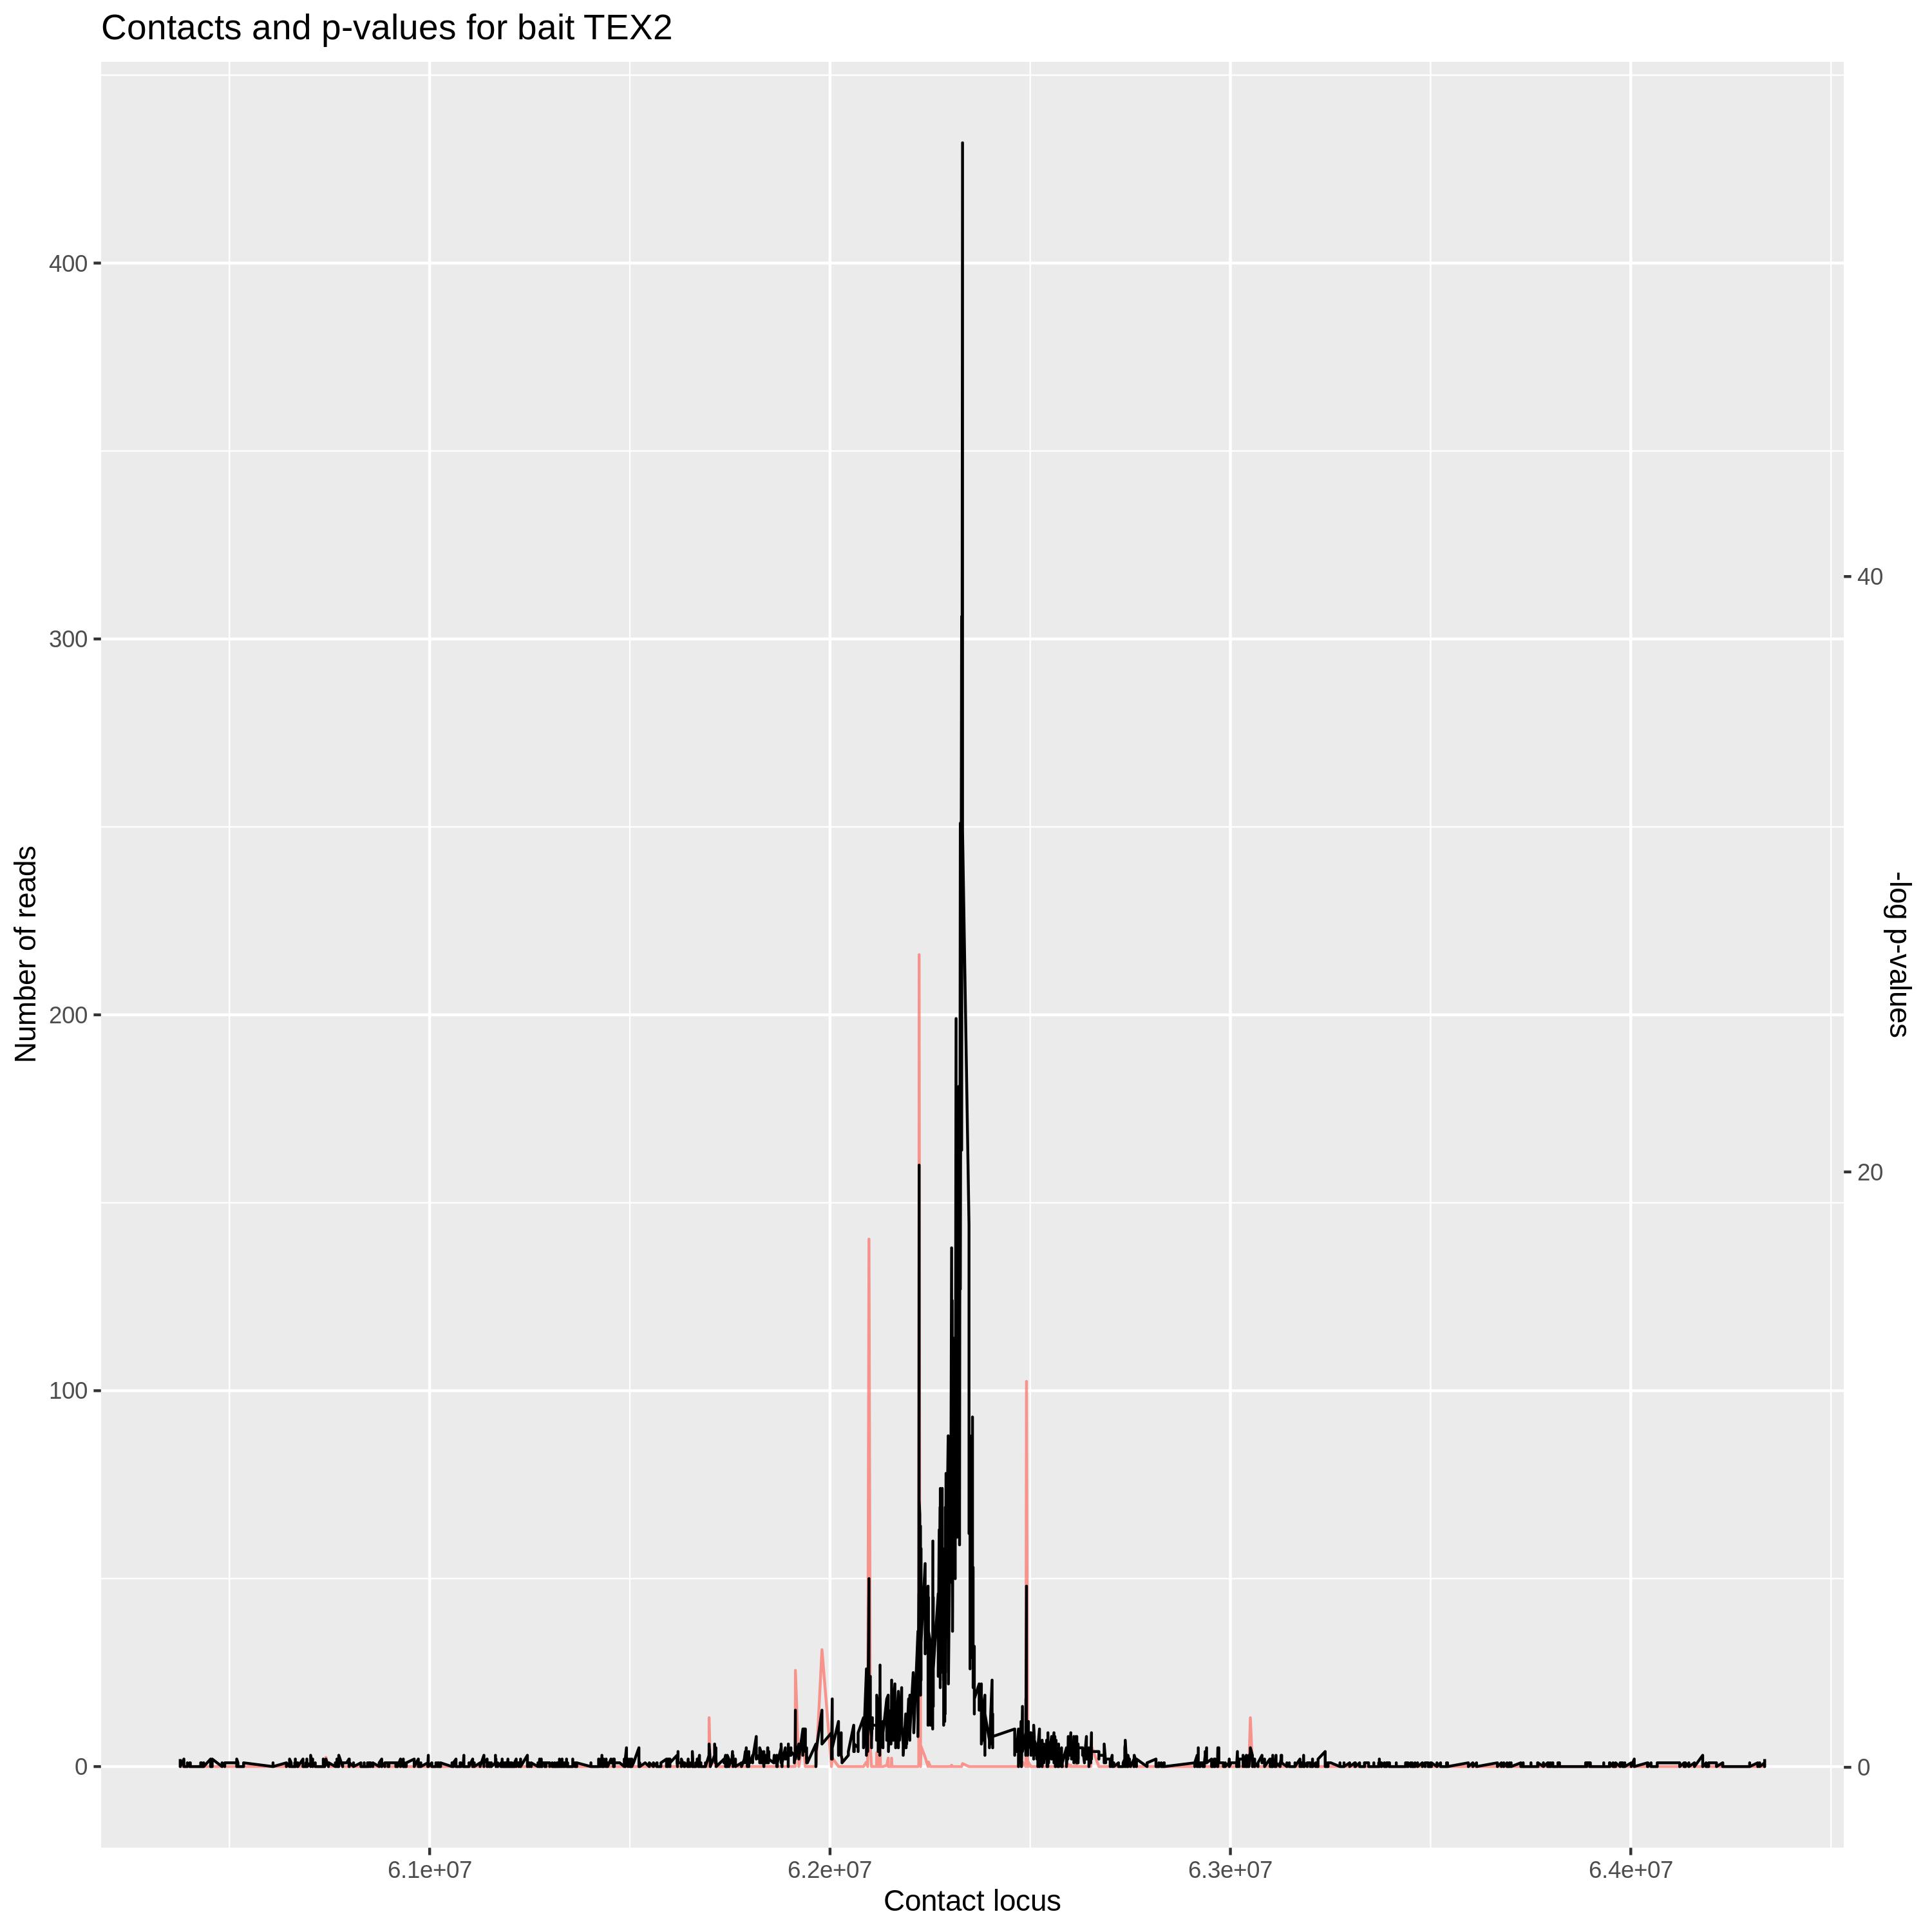 Contacts and p-values for bait TEX2
400
300
200
100
0
Number of reads
40
20
0
-log p-values
6.1e+07
6.2e+07
6.3e+07
6.4e+07
Contact locus